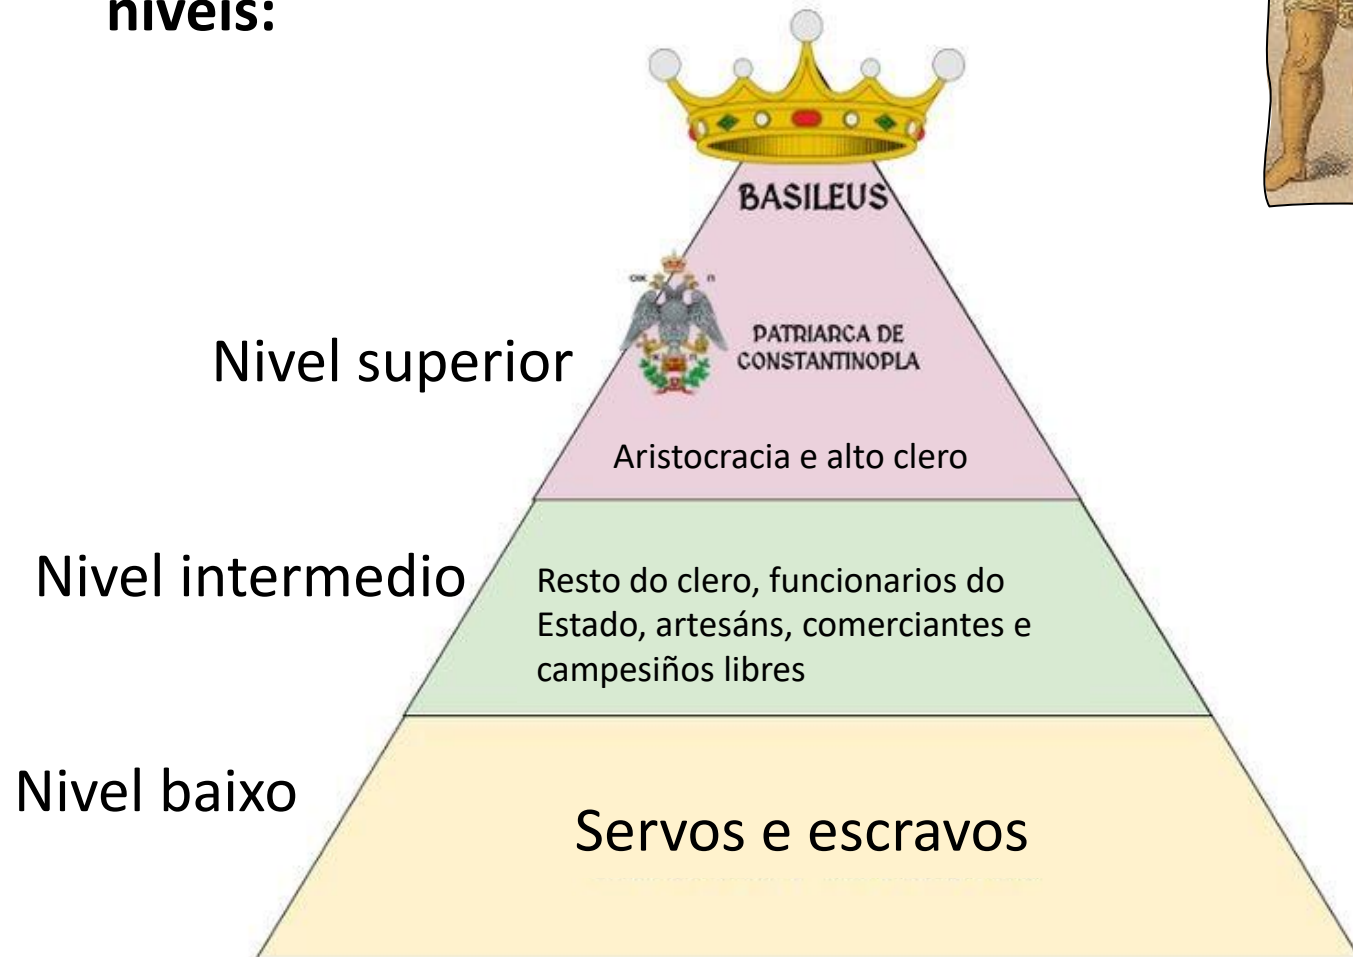 niveis:
BASILEUS
PATRIARCA DE
CONSTANTINOPLA
Nivel superior
Aristocracia e alto clero
Nivel intermedio
Resto do clero, funcionarios do
Estado, artesáns, comerciantes e
campesiños libres
Nivel baixo
Servos e escravos